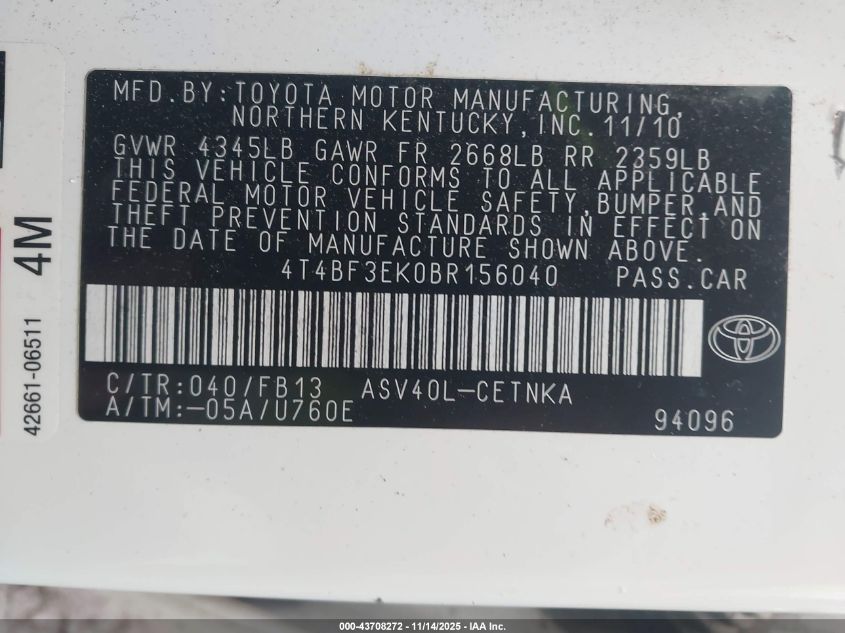 MFD.BY:TOYOTA MOTOR MANUFACTURING,
NORTHERN KENTUCKY,INC.11/10
GVWR 4345LB GAWR FR 2668LB RR 2359LB
THIS VEHICLE CONFORMS TO ALL APPLICABLE
FEDERAL MOTOR VEHICLE SAFETY,BUMPER,AND
THEFT PREVENTION STANDARDS IN EFFECT ON
THE DATE OF MANUFACTURE SHOWN ABOVE.
4T4BF3EK0BR156040 PASS.CAR
C/TR:040/FB13 ASV40L-CETNKA
A/TM:-05A/U760E 94096
42661-06511 4M
000-43708272 - 11/14/2025 - IAA Inc.